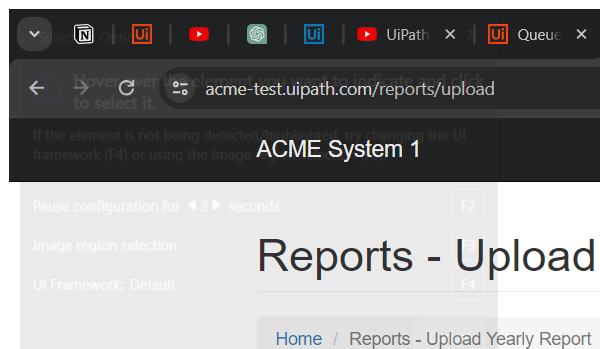 Select Opti
Ui
Ui
UiPath
Ui
Queue
?
acme-test.uipath.com/reports/upload
Hover over the element you want to indicate and click
to select it.
If the element is not being detected/highlighted, try changing the UI
framework (F4) or using the Image
ACME System 1
Pause configuration for 3 seconds
F2
Image region selection
F3
UI Framework: Default
F4
Reports - Upload
Home / Reports - Upload Yearly Report